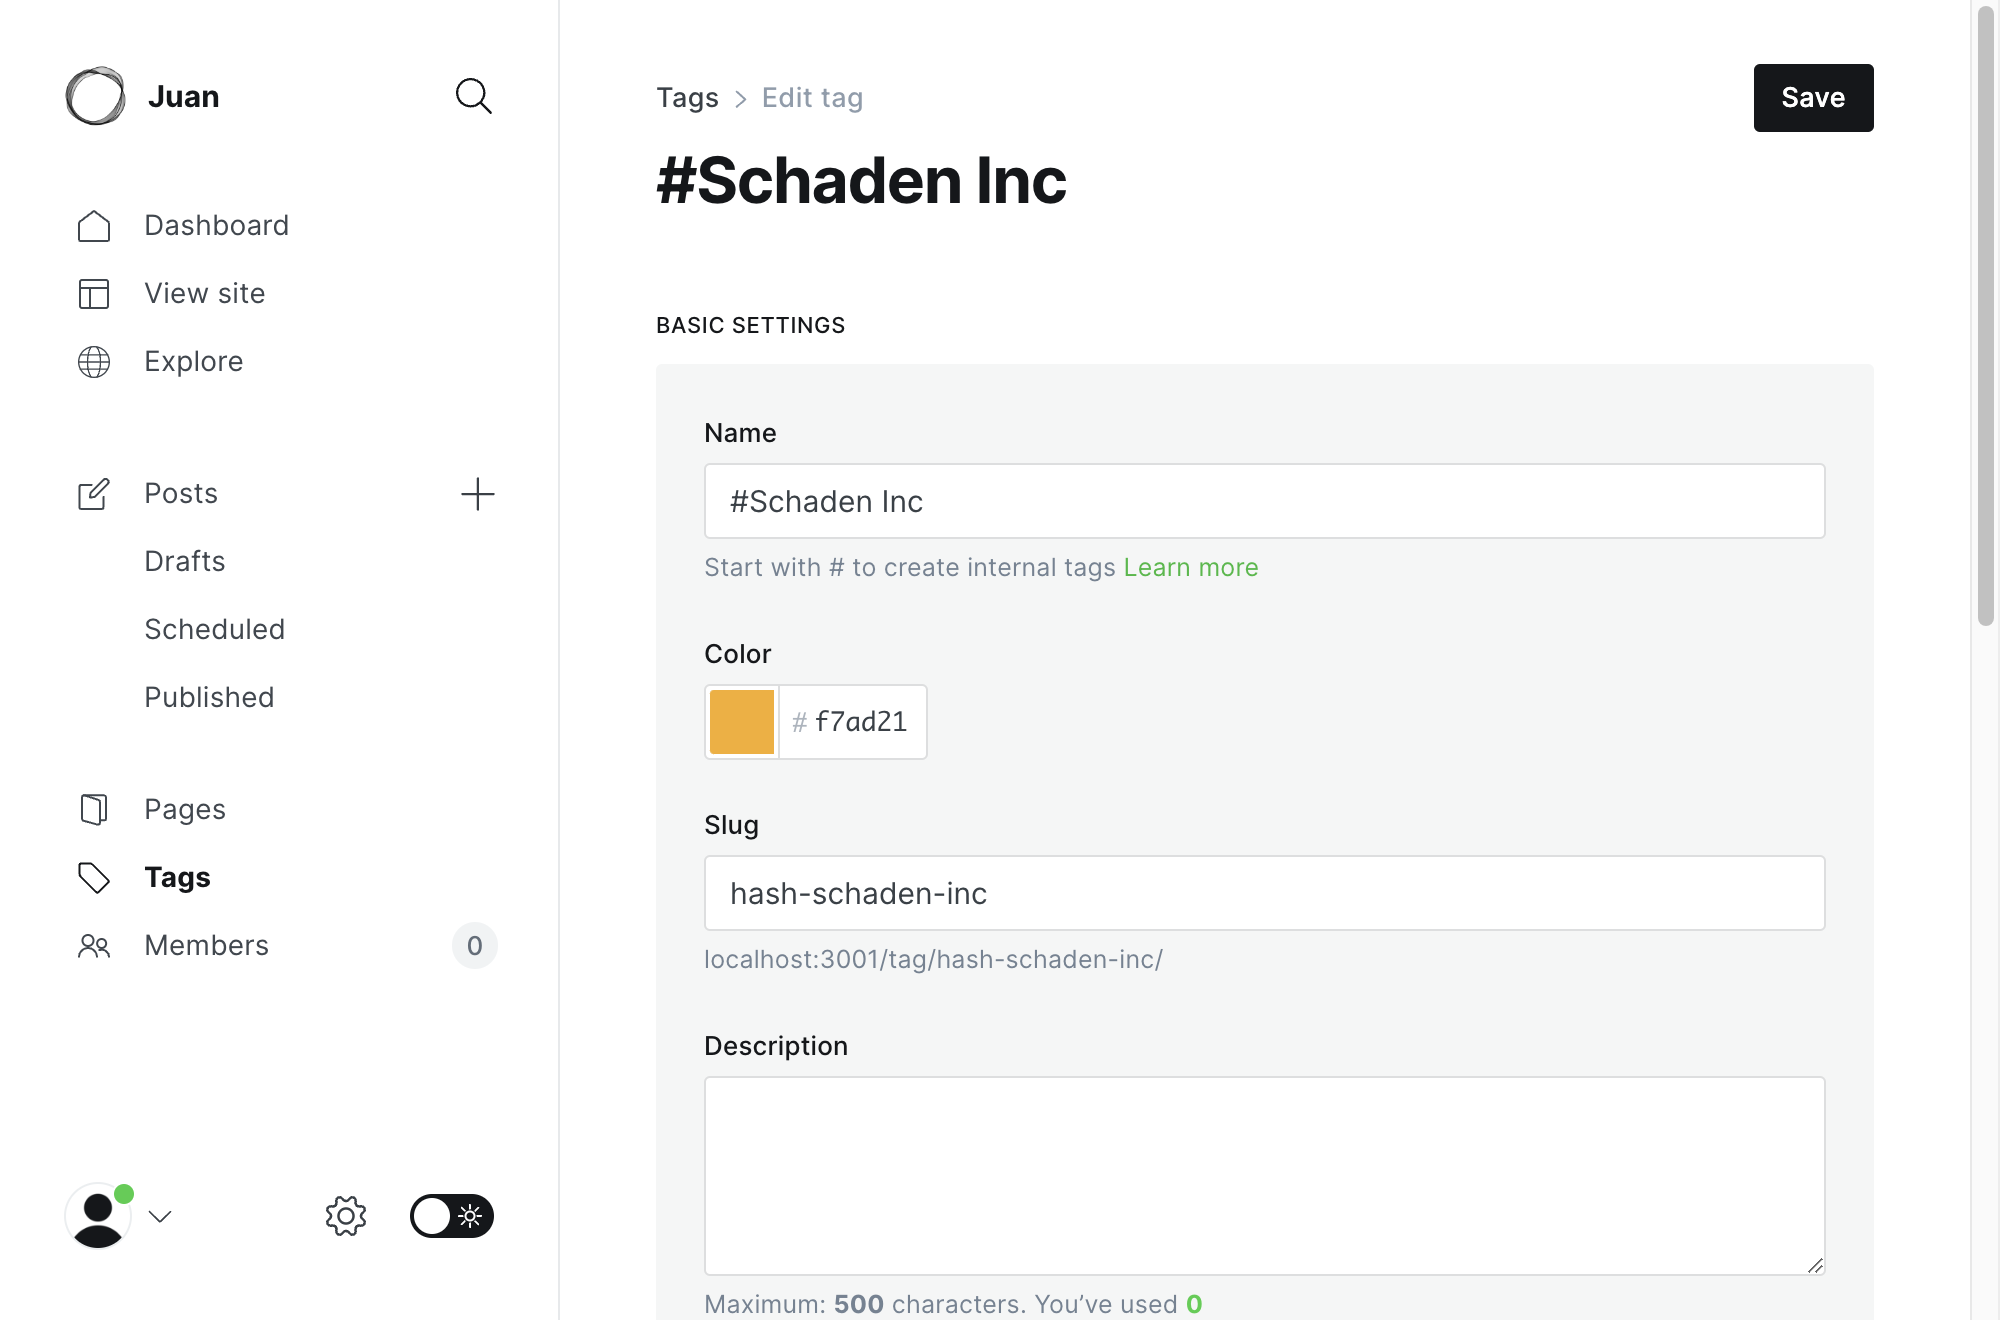 Juan
Dashboard
View site
Explore
Posts
Drafts
Scheduled
Published
Pages
Tags
Members 0
Tags > Edit tag
Save
#Schaden Inc
BASIC SETTINGS
Name
#Schaden Inc
Start with # to create internal tags Learn more
Color
# f7ad21
Slug
hash-schaden-inc
localhost:3001/tag/hash-schaden-inc/
Description
Maximum: 500 characters. You’ve used 0